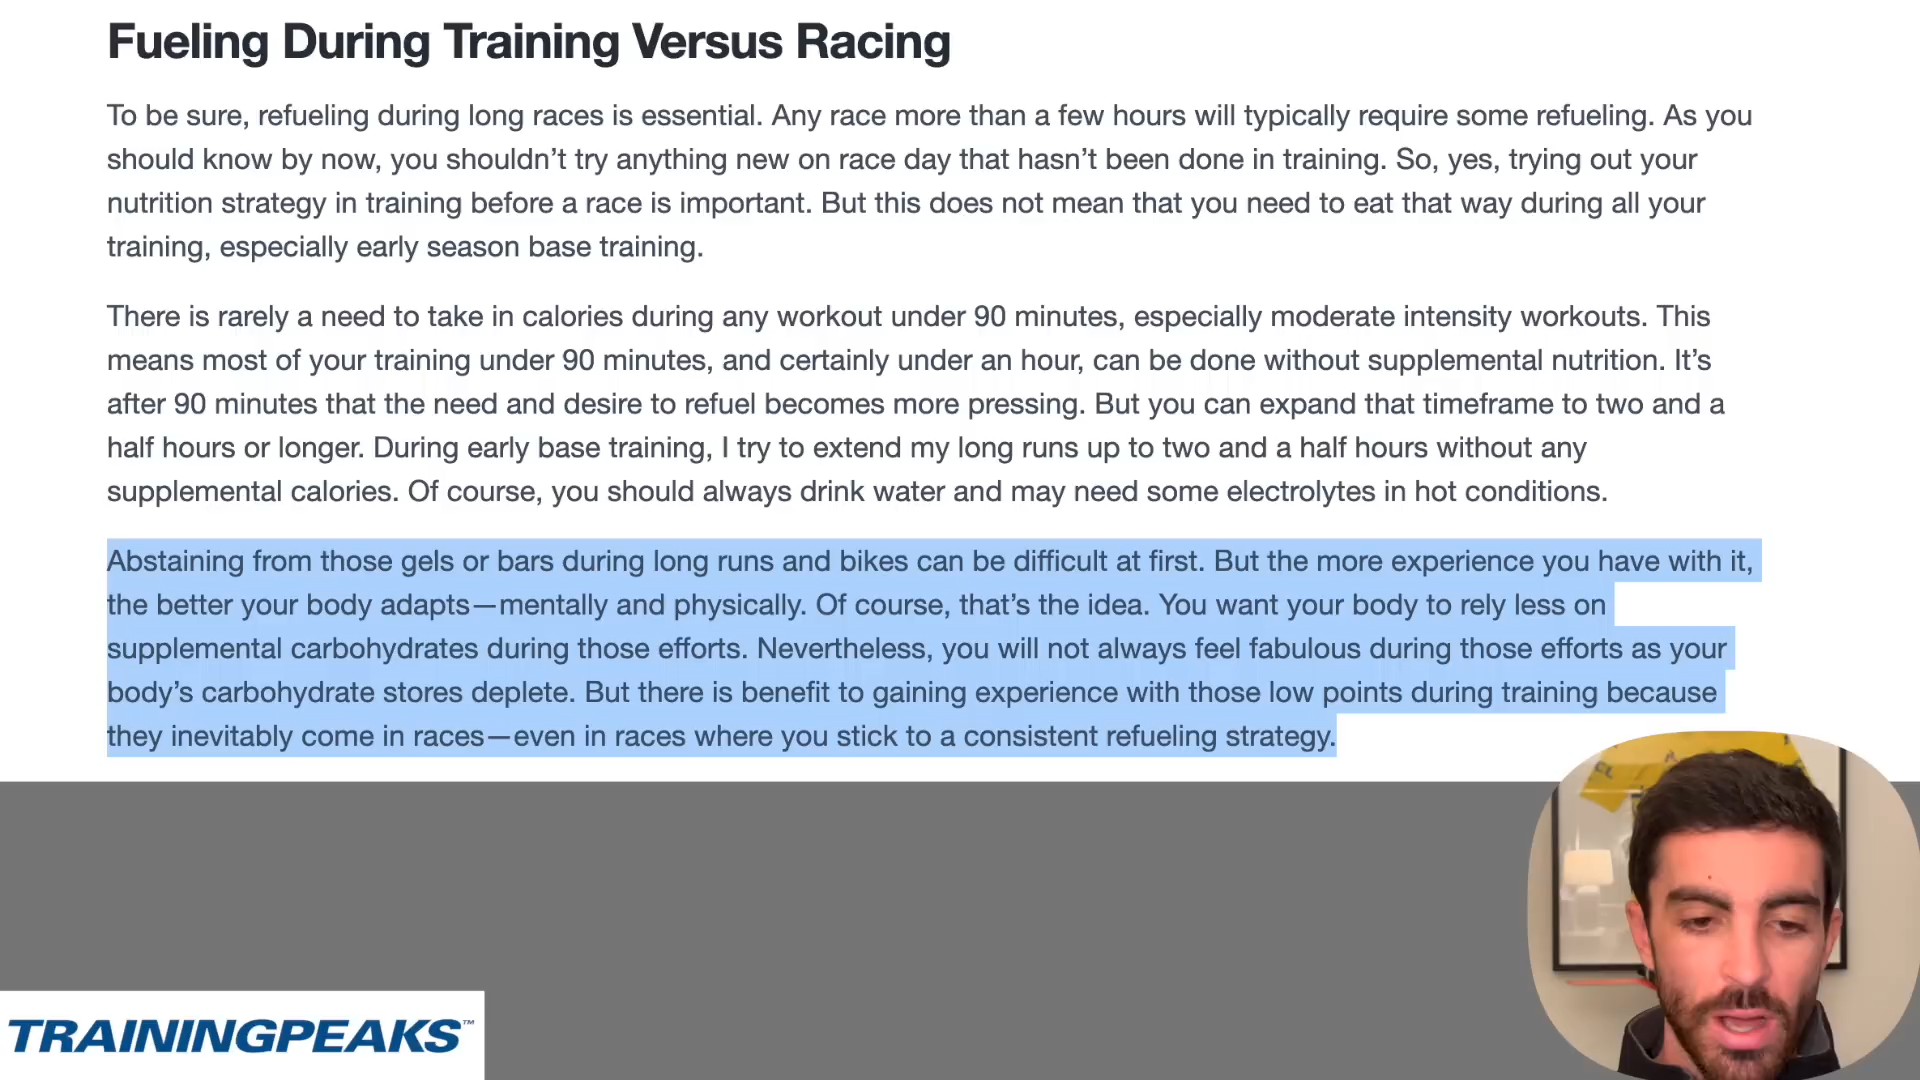 Fueling During Training Versus Racing
To be sure, refueling during long races is essential. Any race more than a few hours will typically require some refueling. As you
should know by now, you shouldn’t try anything new on race day that hasn’t been done in training. So, yes, trying out your
nutrition strategy in training before a race is important. But this does not mean that you need to eat that way during all your
training, especially early season base training.
There is rarely a need to take in calories during any workout under 90 minutes, especially moderate intensity workouts. This
means most of your training under 90 minutes, and certainly under an hour, can be done without supplemental nutrition. It’s
after 90 minutes that the need and desire to refuel becomes more pressing. But you can expand that timeframe to two and a
half hours or longer. During early base training, I try to extend my long runs up to two and a half hours without any
supplemental calories. Of course, you should always drink water and may need some electrolytes in hot conditions.
Abstaining from those gels or bars during long runs and bikes can be difficult at first. But the more experience you have with it,
the better your body adapts—mentally and physically. Of course, that’s the idea. You want your body to rely less on
supplemental carbohydrates during those efforts. Nevertheless, you will not always feel fabulous during those efforts as your
body’s carbohydrate stores deplete. But there is benefit to gaining experience with those low points during training because
they inevitably come in races—even in races where you stick to a consistent refueling strategy.
TRAININGPEAKS™